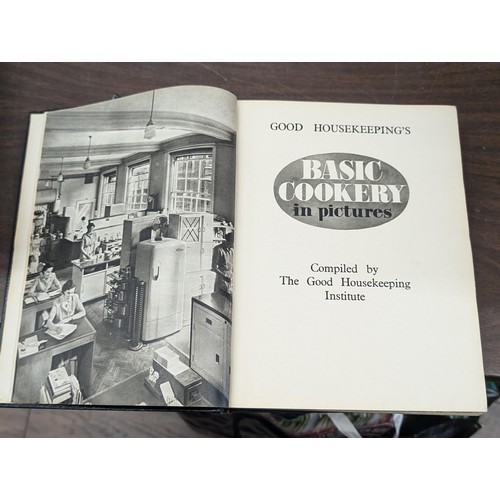 GOOD HOUSEKEEPING'S
BASIC
COOKERY
in pictures
Compiled by
The Good Housekeeping
Institute